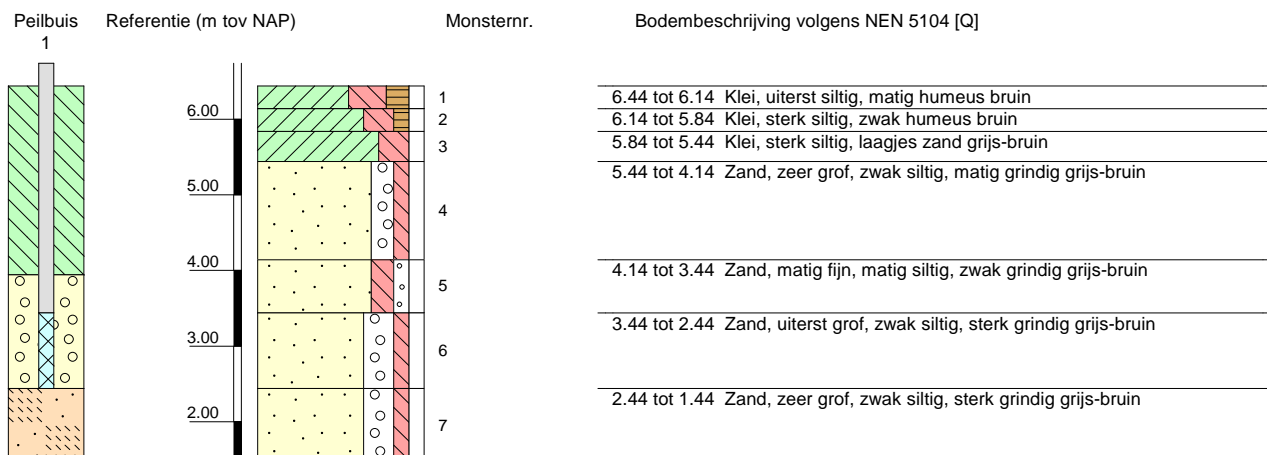 Peilbuis Referentie (m tov NAP) Monsternr. Bodembeschrijving volgens NEN 5104 [Q]
1
1 6.44 tot 6.14 Klei, uiterst siltig, matig humeus bruin
6.00 2 6.14 tot 5.84 Klei, sterk siltig, zwak humeus bruin
3 5.84 tot 5.44 Klei, sterk siltig, laagjes zand grijs-bruin
5.44 tot 4.14 Zand, zeer grof, zwak siltig, matig grindig grijs-bruin
5.00
4
4.00 4.14 tot 3.44 Zand, matig fijn, matig siltig, zwak grindig grijs-bruin
5
3.44 tot 2.44 Zand, uiterst grof, zwak siltig, sterk grindig grijs-bruin
3.00
6
2.44 tot 1.44 Zand, zeer grof, zwak siltig, sterk grindig grijs-bruin
2.00
7